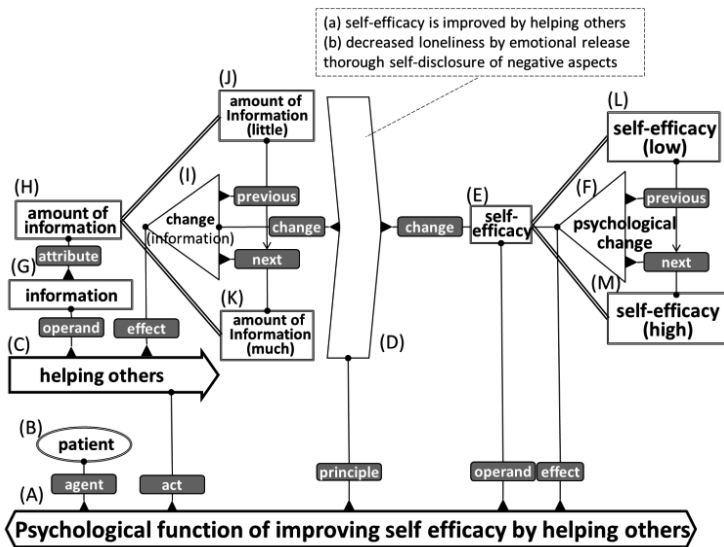 (a) self-efficacy is improved by helping others
(b) decreased loneliness by emotional release
thorough self-disclosure of negative aspects
(J)
amount of
Information
(little)
(L)
self-efficacy
(low)
(H)
amount of
information
(I)
change
(information)
previous
change
next
change
(E)
self-
efficacy
(F)
psychological
change
previous
next
attribute
(G)
information
(K)
amount of
Information
(much)
(M)
self-efficacy
(high)
operand
effect
(D)
(C)
helping others
(B)
patient
agent
act
principle
operand
effect
(A)
Psychological function of improving self efficacy by helping others